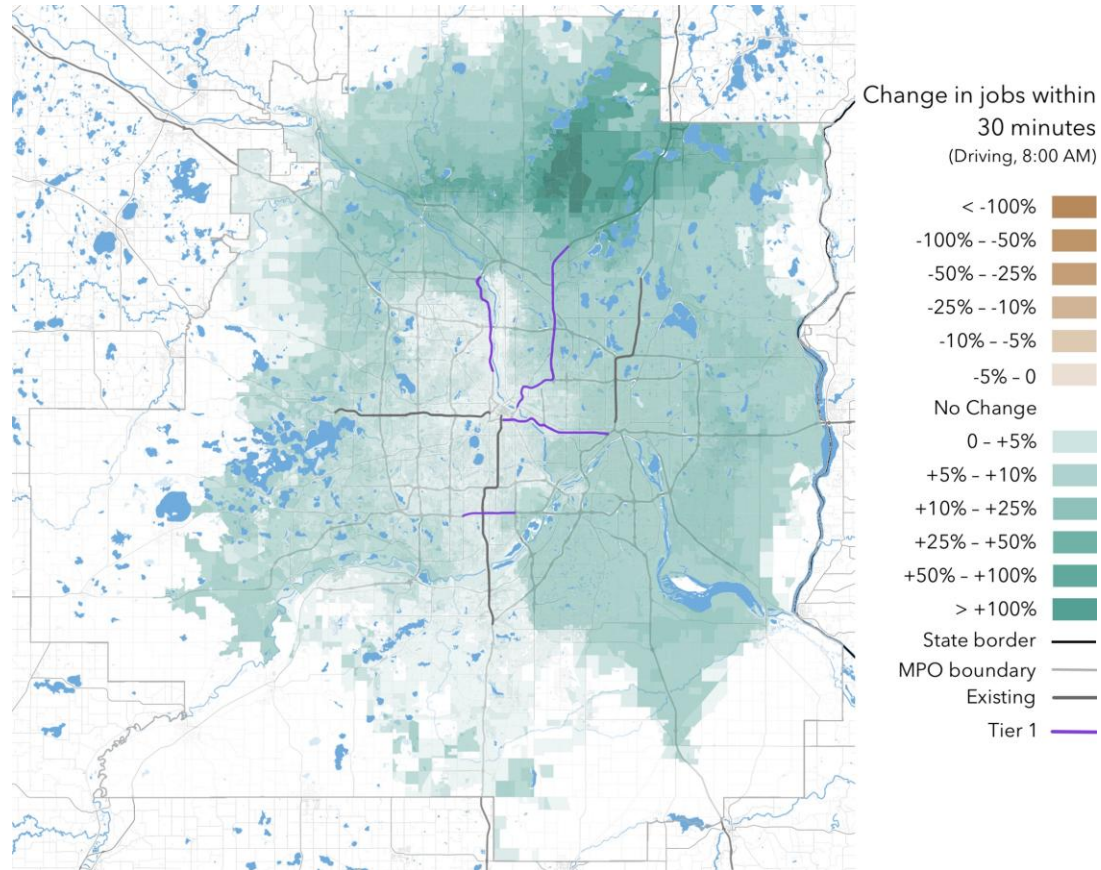 Change in jobs within
30 minutes
(Driving, 8:00 AM)
< -100%
-100% – -50%
-50% – -25%
-25% – -10%
-10% – -5%
-5% – 0
No Change
0 – +5%
+5% – +10%
+10% – +25%
+25% – +50%
+50% – +100%
> +100%
State border
MPO boundary
Existing
Tier 1